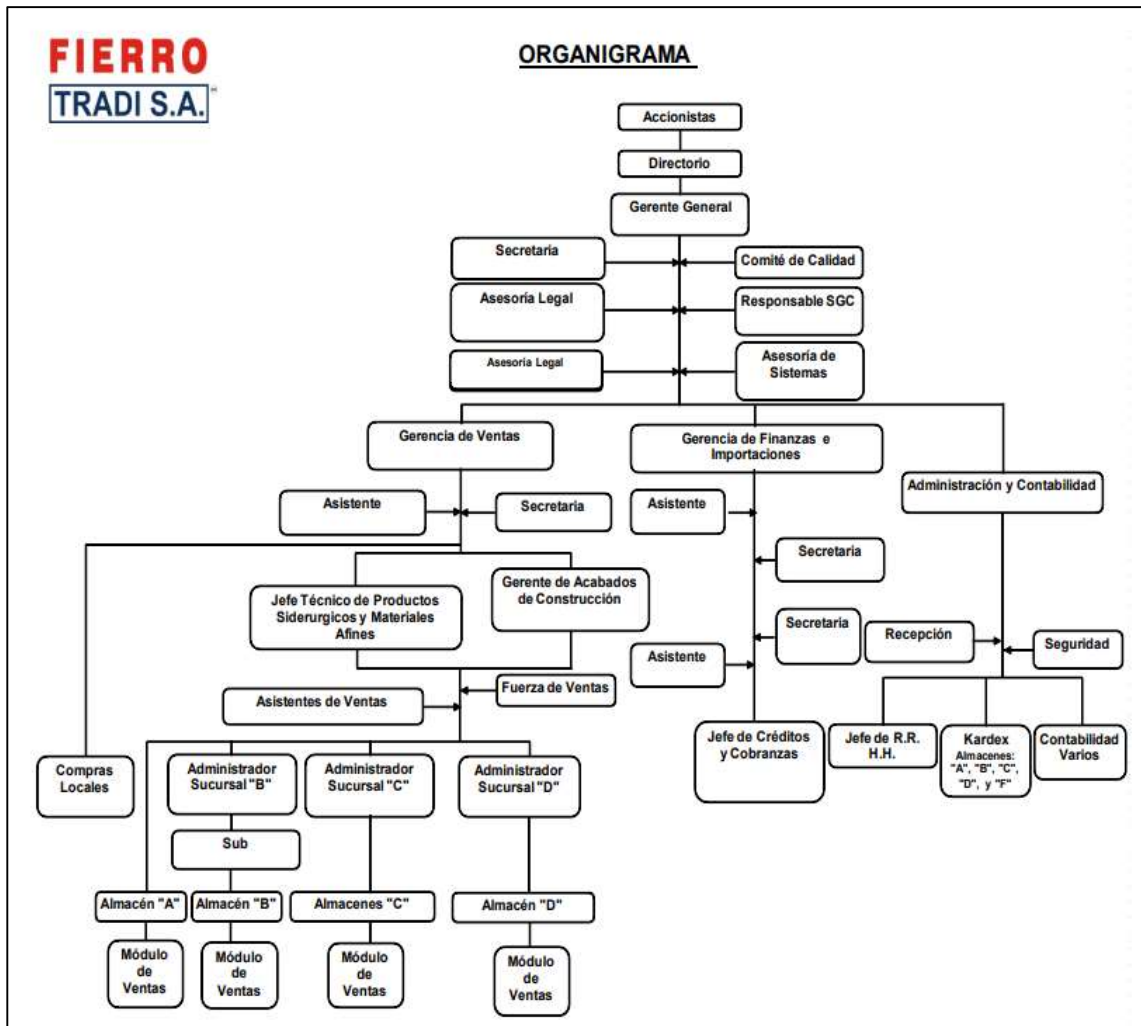 FIERRO
TRADI S.A.
ORGANIGRAMA
Accionistas
Directorio
Gerente General
Secretaria
Comité de Calidad
Asesoría Legal
Responsable SGC
Asesoría Legal
Asesoría de
Sistemas
Gerencia de Ventas
Gerencia de Finanzas e
Importaciones
Administración y Contabilidad
Asistente
Secretaria
Asistente
Secretaria
Jefe Técnico de Productos
Siderurgicos y Materiales
Afines
Gerente de Acabados
de Construcción
Secretaria
Asistente
Recepción
Seguridad
Fuerza de Ventas
Asistentes de Ventas
Compras
Locales
Administrador
Sucursal "B"
Administrador
Sucursal "C"
Administrador
Sucursal "D"
Jefe de Créditos
y Cobranzas
Jefe de R.R.
H.H.
Kardex
Almacenes:
"A", "B", "C",
"D", y "F"
Contabilidad
Varios
Sub
Almacén "A"
Almacén "B"
Almacenes "C"
Almacén "D"
Módulo
de
Ventas
Módulo
de
Ventas
Módulo
de
Ventas
Módulo
de
Ventas